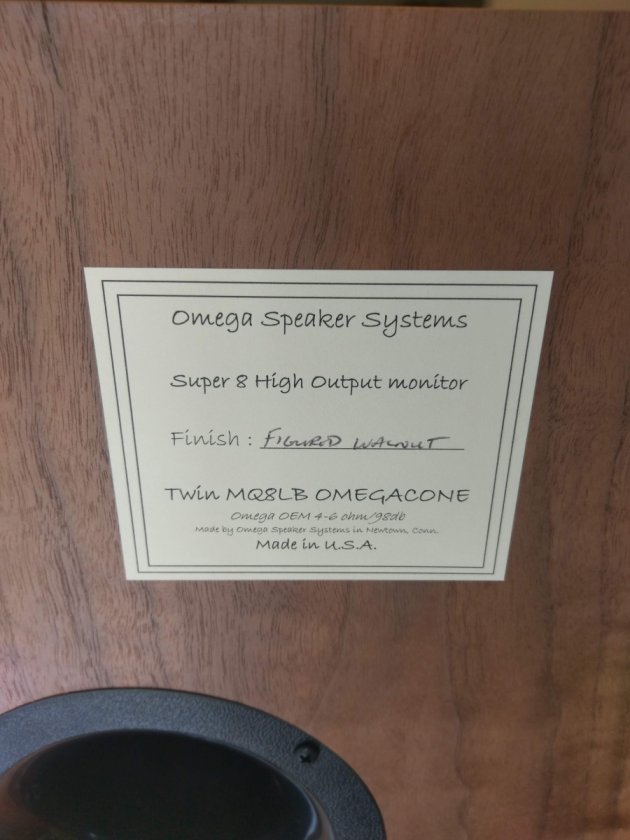 Omega Speaker Systems
Super 8 High Output monitor
Finish : FIGURED WALNUT
Twin MQ8LB OMEGACONE
Omega OEM 4-6 ohm/98db
Made by Omega Speaker Systems in Newtown, Conn.
Made in U.S.A.